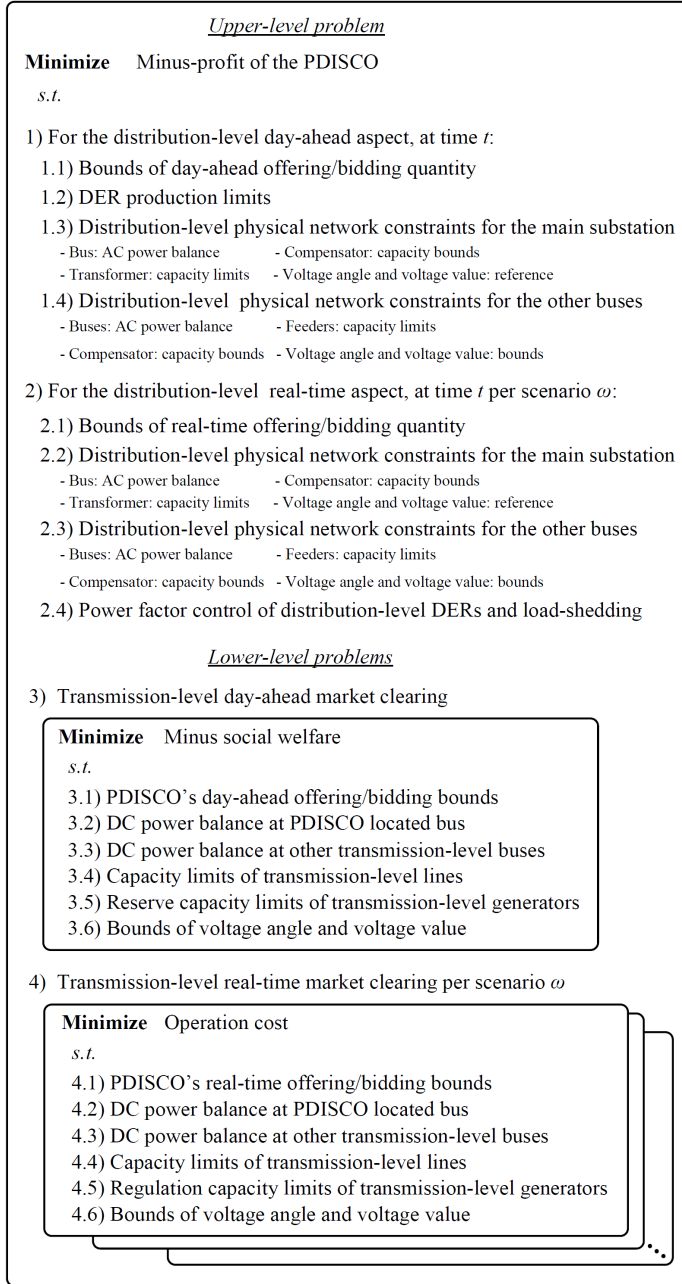 Upper-level problem
Minimize Minus-profit of the PDISCO
s.t.
1) For the distribution-level day-ahead aspect, at time t:
1.1) Bounds of day-ahead offering/bidding quantity
1.2) DER production limits
1.3) Distribution-level physical network constraints for the main substation
- Bus: AC power balance - Compensator: capacity bounds
- Transformer: capacity limits - Voltage angle and voltage value: reference
1.4) Distribution-level physical network constraints for the other buses
- Buses: AC power balance - Feeders: capacity limits
- Compensator: capacity bounds - Voltage angle and voltage value: bounds
2) For the distribution-level real-time aspect, at time t per scenario ω:
2.1) Bounds of real-time offering/bidding quantity
2.2) Distribution-level physical network constraints for the main substation
- Bus: AC power balance - Compensator: capacity bounds
- Transformer: capacity limits - Voltage angle and voltage value: reference
2.3) Distribution-level physical network constraints for the other buses
- Buses: AC power balance - Feeders: capacity limits
- Compensator: capacity bounds - Voltage angle and voltage value: bounds
2.4) Power factor control of distribution-level DERs and load-shedding
Lower-level problems
3) Transmission-level day-ahead market clearing
Minimize Minus social welfare
s.t.
3.1) PDISCO's day-ahead offering/bidding bounds
3.2) DC power balance at PDISCO located bus
3.3) DC power balance at other transmission-level buses
3.4) Capacity limits of transmission-level lines
3.5) Reserve capacity limits of transmission-level generators
3.6) Bounds of voltage angle and voltage value
4) Transmission-level real-time market clearing per scenario ω
Minimize Operation cost
s.t.
4.1) PDISCO's real-time offering/bidding bounds
4.2) DC power balance at PDISCO located bus
4.3) DC power balance at other transmission-level buses
4.4) Capacity limits of transmission-level lines
4.5) Regulation capacity limits of transmission-level generators
4.6) Bounds of voltage angle and voltage value